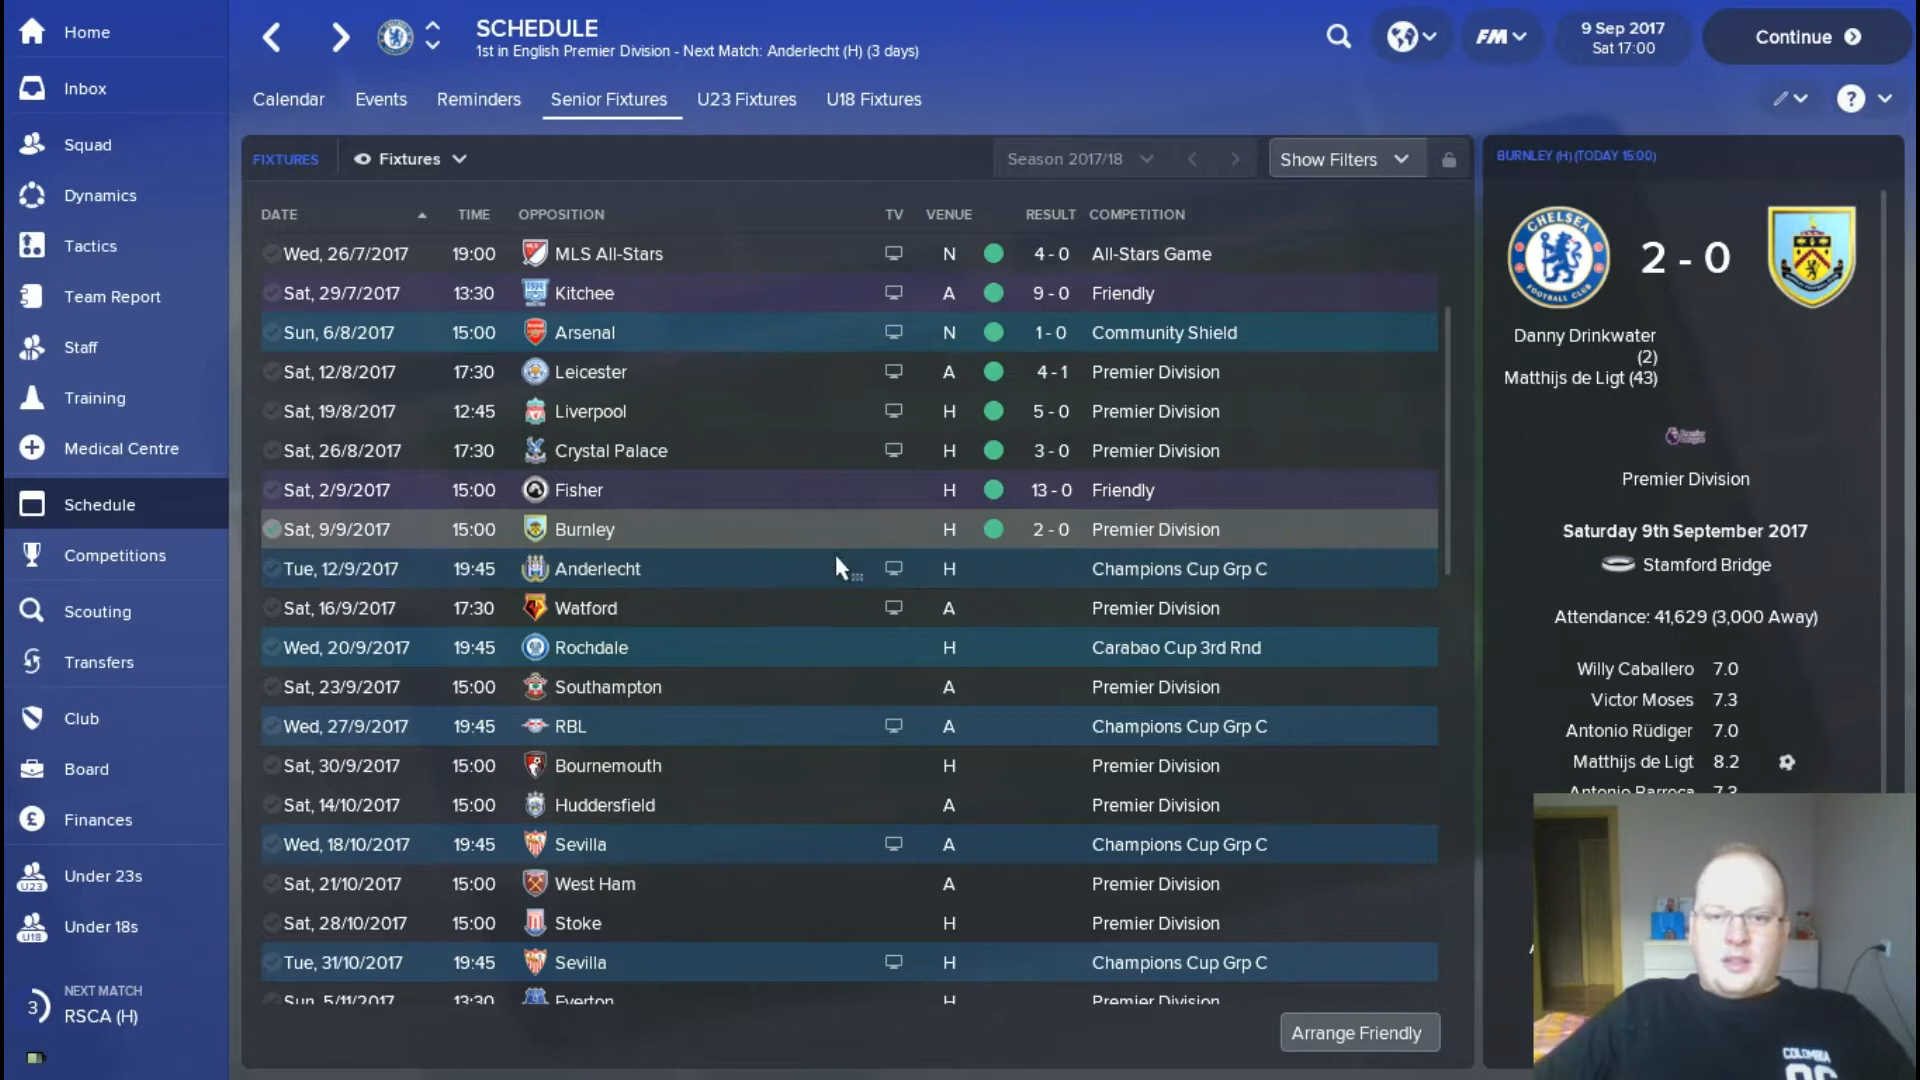 Home
Inbox
Squad
Dynamics
Tactics
Team Report
Staff
Training
Medical Centre
Schedule
Competitions
Scouting
Transfers
Club
Board
Finances
U23 Under 23s
U18 Under 18s
3 NEXT MATCH
RSCA (H)
SCHEDULE
1st in English Premier Division - Next Match: Anderlecht (H) (3 days)
FM
9 Sep 2017
Sat 17:00
Continue
Calendar Events Reminders Senior Fixtures U23 Fixtures U18 Fixtures
?
FIXTURES Fixtures Season 2017/18 Show Filters
DATE TIME OPPOSITION TV VENUE RESULT COMPETITION
Wed, 26/7/2017 19:00 MLS All-Stars N 4 - 0 All-Stars Game
Sat, 29/7/2017 13:30 Kitchee A 9 - 0 Friendly
Sun, 6/8/2017 15:00 Arsenal N 1 - 0 Community Shield
Sat, 12/8/2017 17:30 Leicester A 4 - 1 Premier Division
Sat, 19/8/2017 12:45 Liverpool H 5 - 0 Premier Division
Sat, 26/8/2017 17:30 Crystal Palace H 3 - 0 Premier Division
Sat, 2/9/2017 15:00 Fisher H 13 - 0 Friendly
Sat, 9/9/2017 15:00 Burnley H 2 - 0 Premier Division
Tue, 12/9/2017 19:45 Anderlecht H Champions Cup Grp C
Sat, 16/9/2017 17:30 Watford A Premier Division
Wed, 20/9/2017 19:45 Rochdale H Carabao Cup 3rd Rnd
Sat, 23/9/2017 15:00 Southampton A Premier Division
Wed, 27/9/2017 19:45 RBL A Champions Cup Grp C
Sat, 30/9/2017 15:00 Bournemouth H Premier Division
Sat, 14/10/2017 15:00 Huddersfield A Premier Division
Wed, 18/10/2017 19:45 Sevilla A Champions Cup Grp C
Sat, 21/10/2017 15:00 West Ham A Premier Division
Sat, 28/10/2017 15:00 Stoke H Premier Division
Tue, 31/10/2017 19:45 Sevilla H Champions Cup Grp C
Sun, 5/11/2017 13:30 Everton H Premier Division
Arrange Friendly
BURNLEY (H) (TODAY 15:00)
CHELSEA
FOOTBALL CLUB
2 - 0
Danny Drinkwater
(2)
Matthijs de Ligt (43)
Premier Division
Saturday 9th September 2017
Stamford Bridge
Attendance: 41,629 (3,000 Away)
Willy Caballero 7.0
Victor Moses 7.3
Antonio Rüdiger 7.0
Matthijs de Ligt 8.2
COLOMBIA